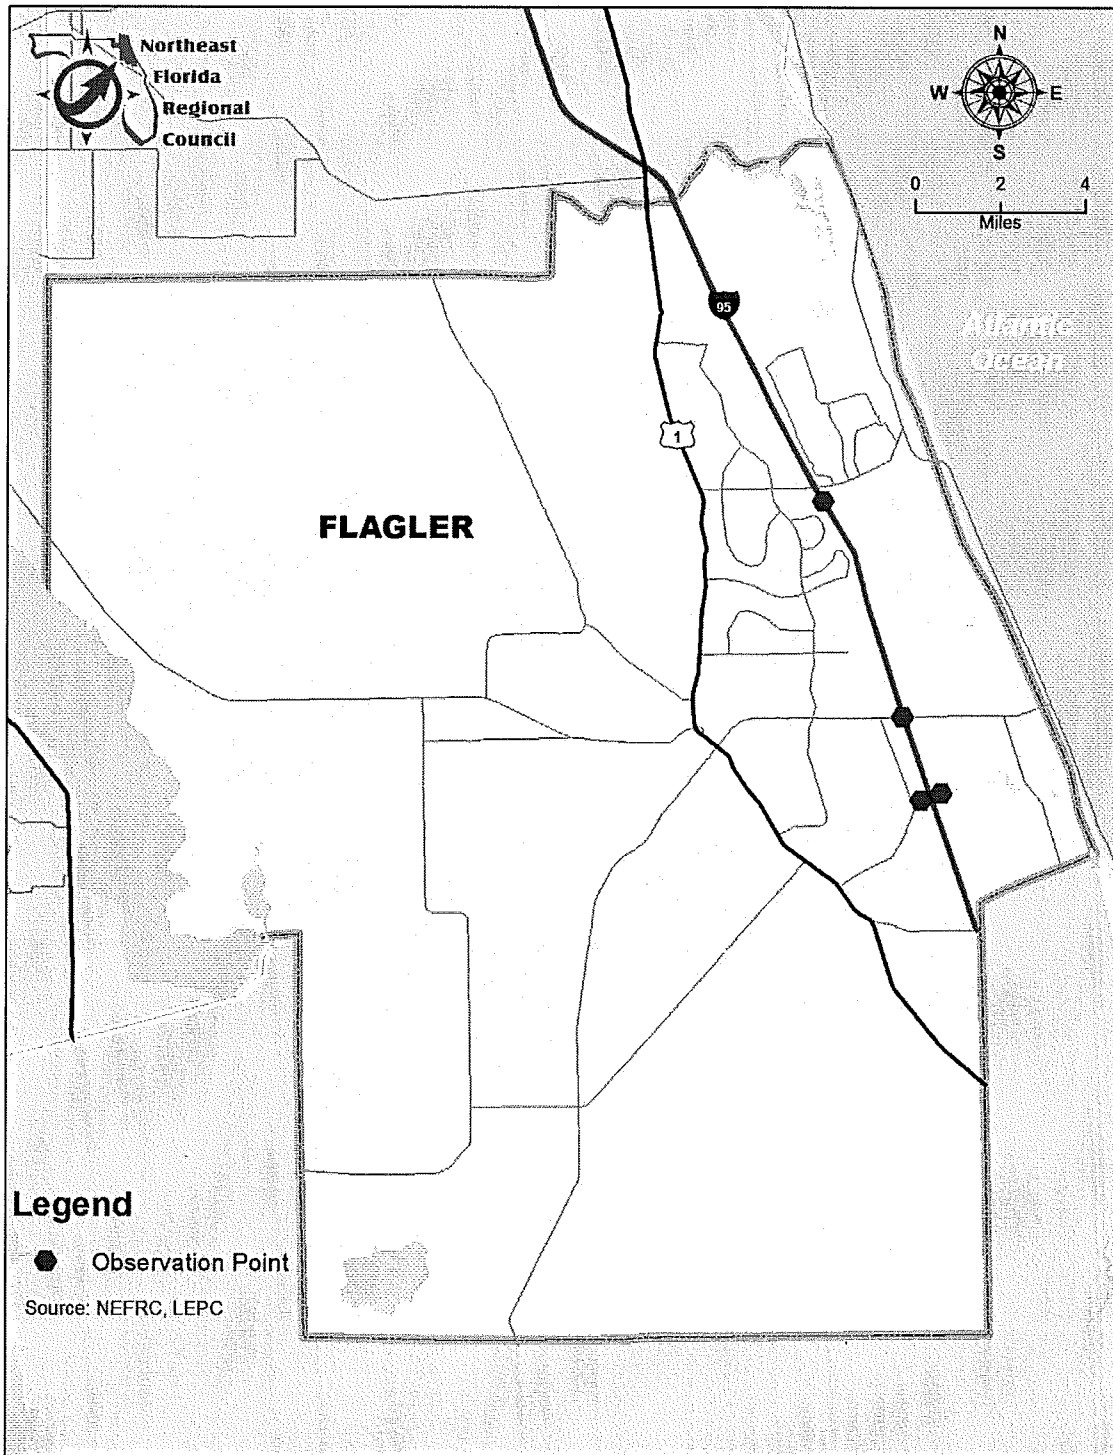 Northeast
Florida
Regional
Council
N
W
E
S
0
2
4
Miles
95
Atlantic
Ocean
1
FLAGLER
Legend
Observation Point
Source: NEFRC, LEPC